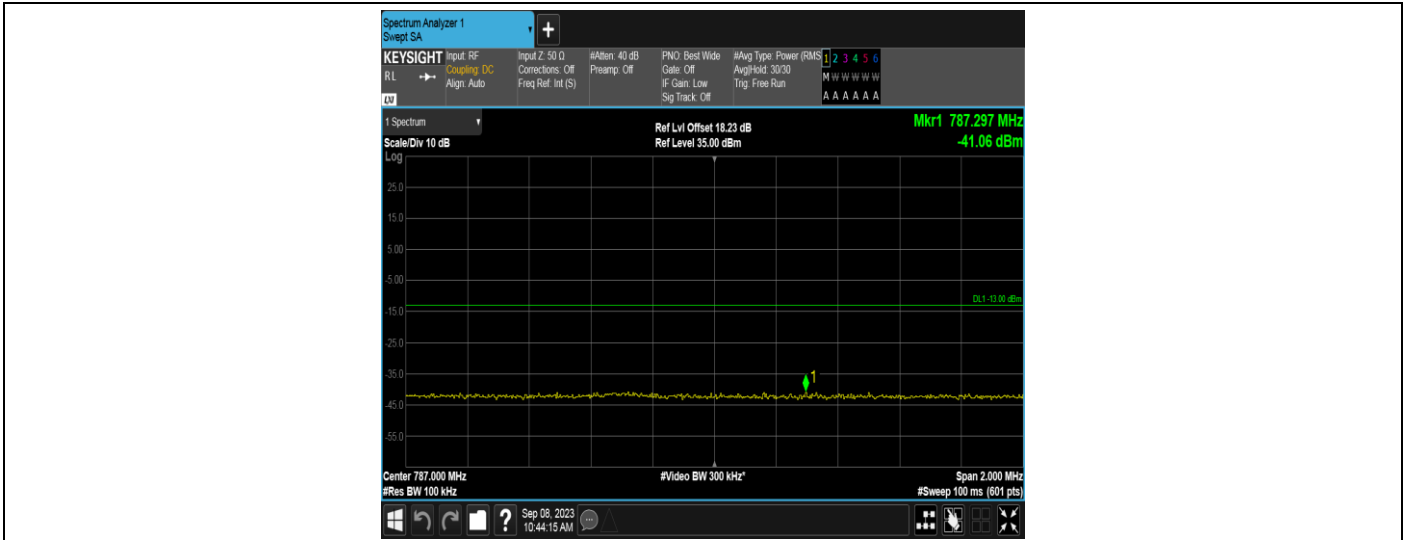 Spectrum Analyzer 1
Swept SA
+
KEYSIGHT
RL
LXI
Input: RF
Coupling: DC
Align: Auto
Input Z: 50 Ω
Corrections: Off
Freq Ref: Int (S)
#Atten: 40 dB
Preamp: Off
PNO: Best Wide
Gate: Off
IF Gain: Low
Sig Track: Off
#Avg Type: Power (RMS
Avg|Hold: 30/30
Trig: Free Run
1 2 3 4 5 6
M W W W W W
A A A A A A
1 Spectrum
Scale/Div 10 dB
Log
Ref Lvl Offset 18.23 dB
Ref Level 35.00 dBm
Mkr1 787.297 MHz
-41.06 dBm
25.0
15.0
5.00
-5.00
DL1 -13.00 dBm
-15.0
-25.0
-35.0
1
-45.0
-55.0
Center 787.000 MHz
#Res BW 100 kHz
#Video BW 300 kHz*
Span 2.000 MHz
#Sweep 100 ms (601 pts)
?
Sep 08, 2023
10:44:15 AM